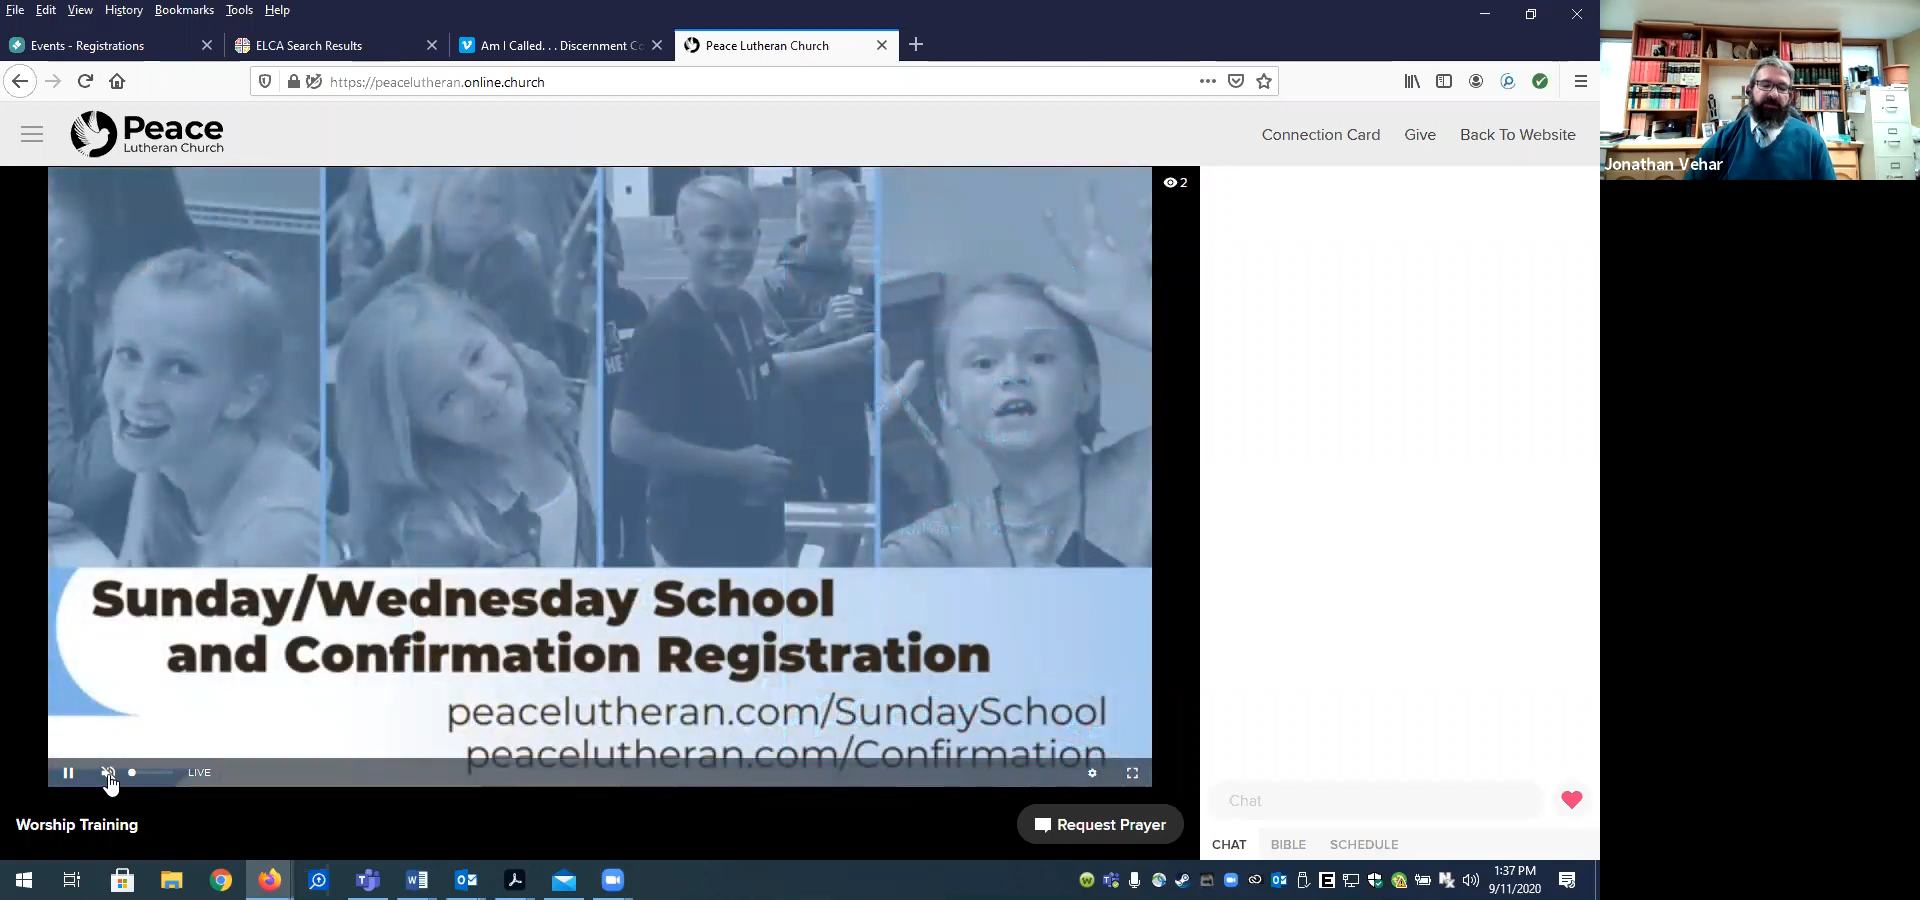 File Edit View History Bookmarks Tools Help
Events - Registrations
ELCA Search Results
Am I Called. . . Discernment Co
Peace Lutheran Church
https://peacelutheran.online.church
Peace
Lutheran Church
Connection Card
Give
Back To Website
Jonathan Vehar
2
Sunday/Wednesday School
and Confirmation Registration
peacelutheran.com/SundaySchool
peacelutheran.com/Confirmation
LIVE
Chat
Worship Training
Request Prayer
CHAT
BIBLE
SCHEDULE
1:37 PM
9/11/2020